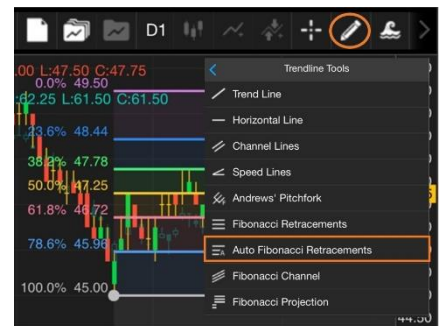 D1
.00 L:47.50 C:47.75
0.0% 49.50
62.25 L:61.50 C:61.50
23.6% 48.44
38.2% 47.78
50.0% 47.25
61.8% 46.72
78.6% 45.96
100.0% 45.00
Trendline Tools
Trend Line
Horizontal Line
Channel Lines
Speed Lines
Andrews' Pitchfork
Fibonacci Retracements
Auto Fibonacci Retracements
Fibonacci Channel
Fibonacci Projection
44.50